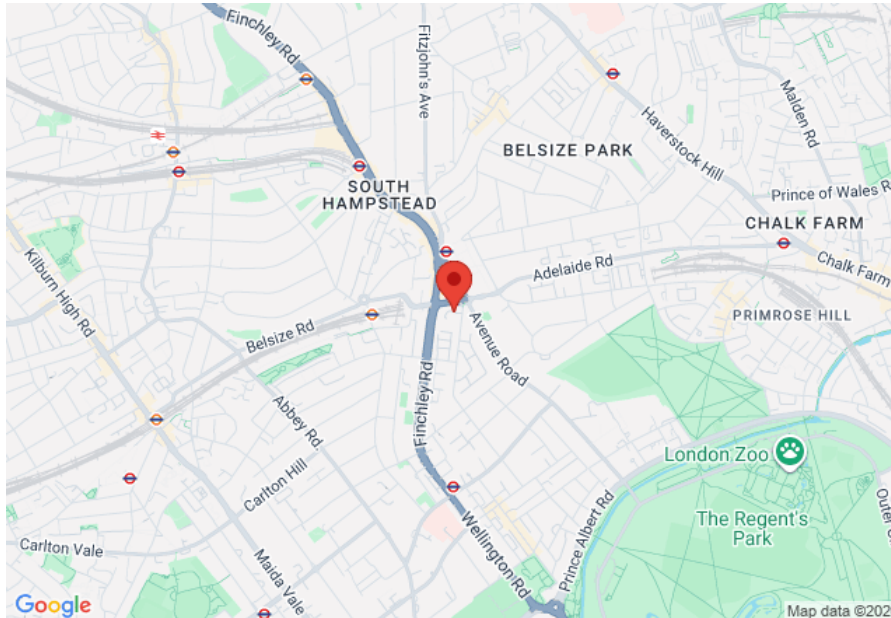 Finchley Rd
Fitzjohn's Ave
Malden Rd
Haverstock Hill
BELSIZE PARK
SOUTH
HAMPSTEAD
Prince of Wales R
CHALK FARM
Chalk Farm
Adelaide Rd
Kilburn High Rd
PRIMROSE HILL
Belsize Rd
Avenue Road
Finchley Rd
Abbey Rd.
London Zoo
Carlton Hill
Outer
The Regent's
Park
Prince Albert Rd
Wellington Rd
Carlton Vale
Maida Vale
Google
Map data ©202